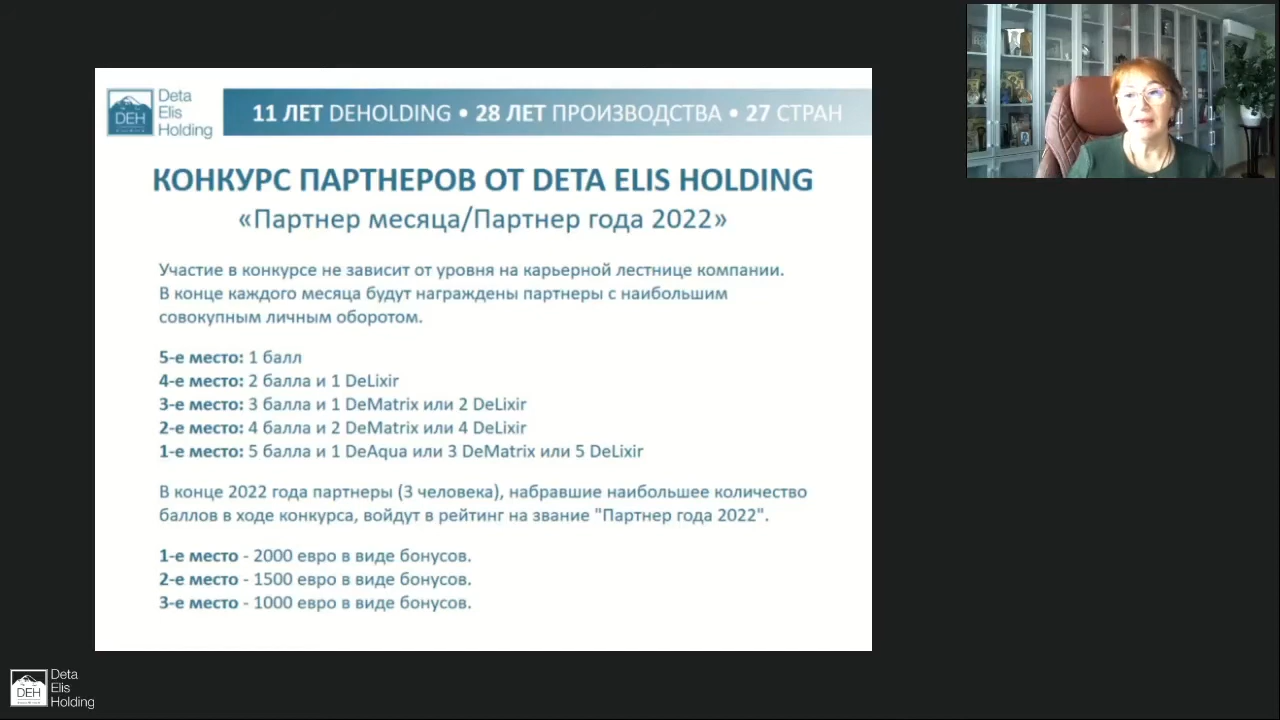 Deta
Elis
Holding
DEH
11 ЛЕТ DEHOLDING • 28 ЛЕТ ПРОИЗВОДСТВА • 27 СТРАН
КОНКУРС ПАРТНЕРОВ ОТ DETA ELIS HOLDING
«Партнер месяца/Партнер года 2022»
Участие в конкурсе не зависит от уровня на карьерной лестнице компании.
В конце каждого месяца будут награждены партнеры с наибольшим
совокупным личным оборотом.
5-е место: 1 балл
4-е место: 2 балла и 1 DeLixir
3-е место: 3 балла и 1 DeMatrix или 2 DeLixir
2-е место: 4 балла и 2 DeMatrix или 4 DeLixir
1-е место: 5 балла и 1 DeAqua или 3 DeMatrix или 5 DeLixir
В конце 2022 года партнеры (3 человека), набравшие наибольшее количество
баллов в ходе конкурса, войдут в рейтинг на звание "Партнер года 2022".
1-е место - 2000 евро в виде бонусов.
2-е место - 1500 евро в виде бонусов.
3-е место - 1000 евро в виде бонусов.
Deta
Elis
Holding
DEH